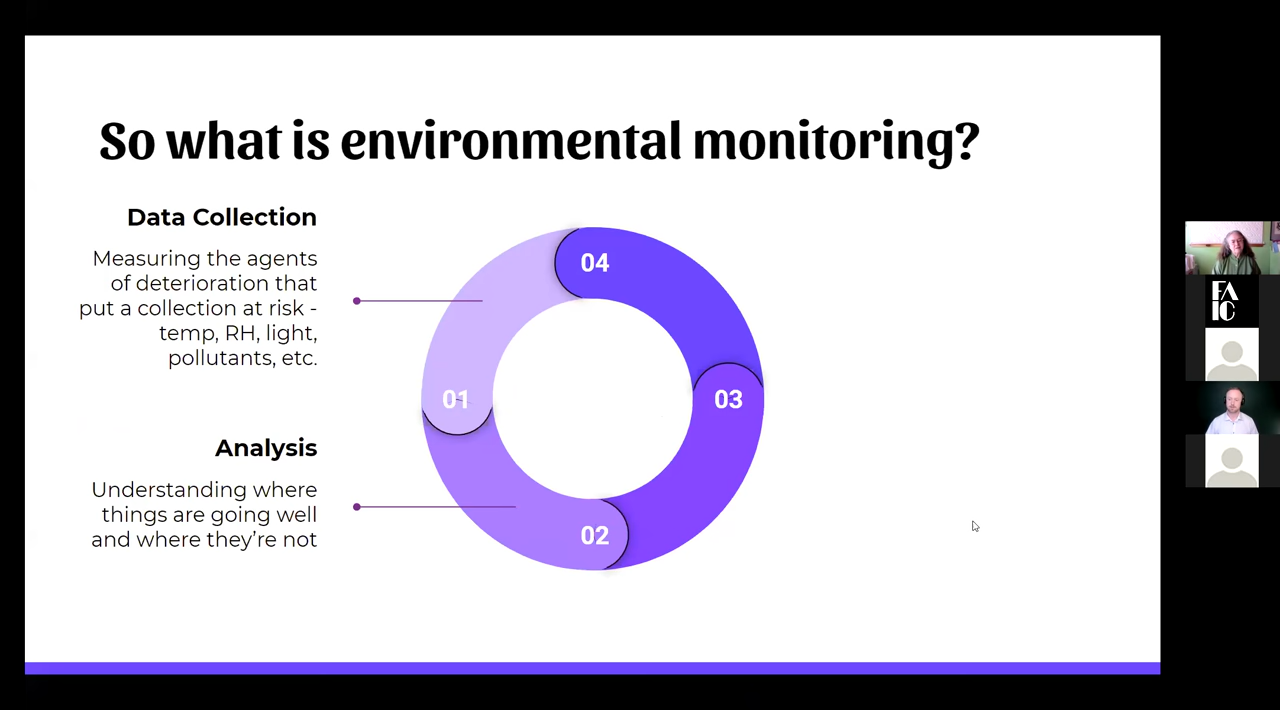 So what is environmental monitoring?
Data Collection
Measuring the agents
of deterioration that
put a collection at risk -
temp, RH, light,
pollutants, etc.
Analysis
Understanding where
things are going well
and where they're not
04
01
03
02
FA
IC